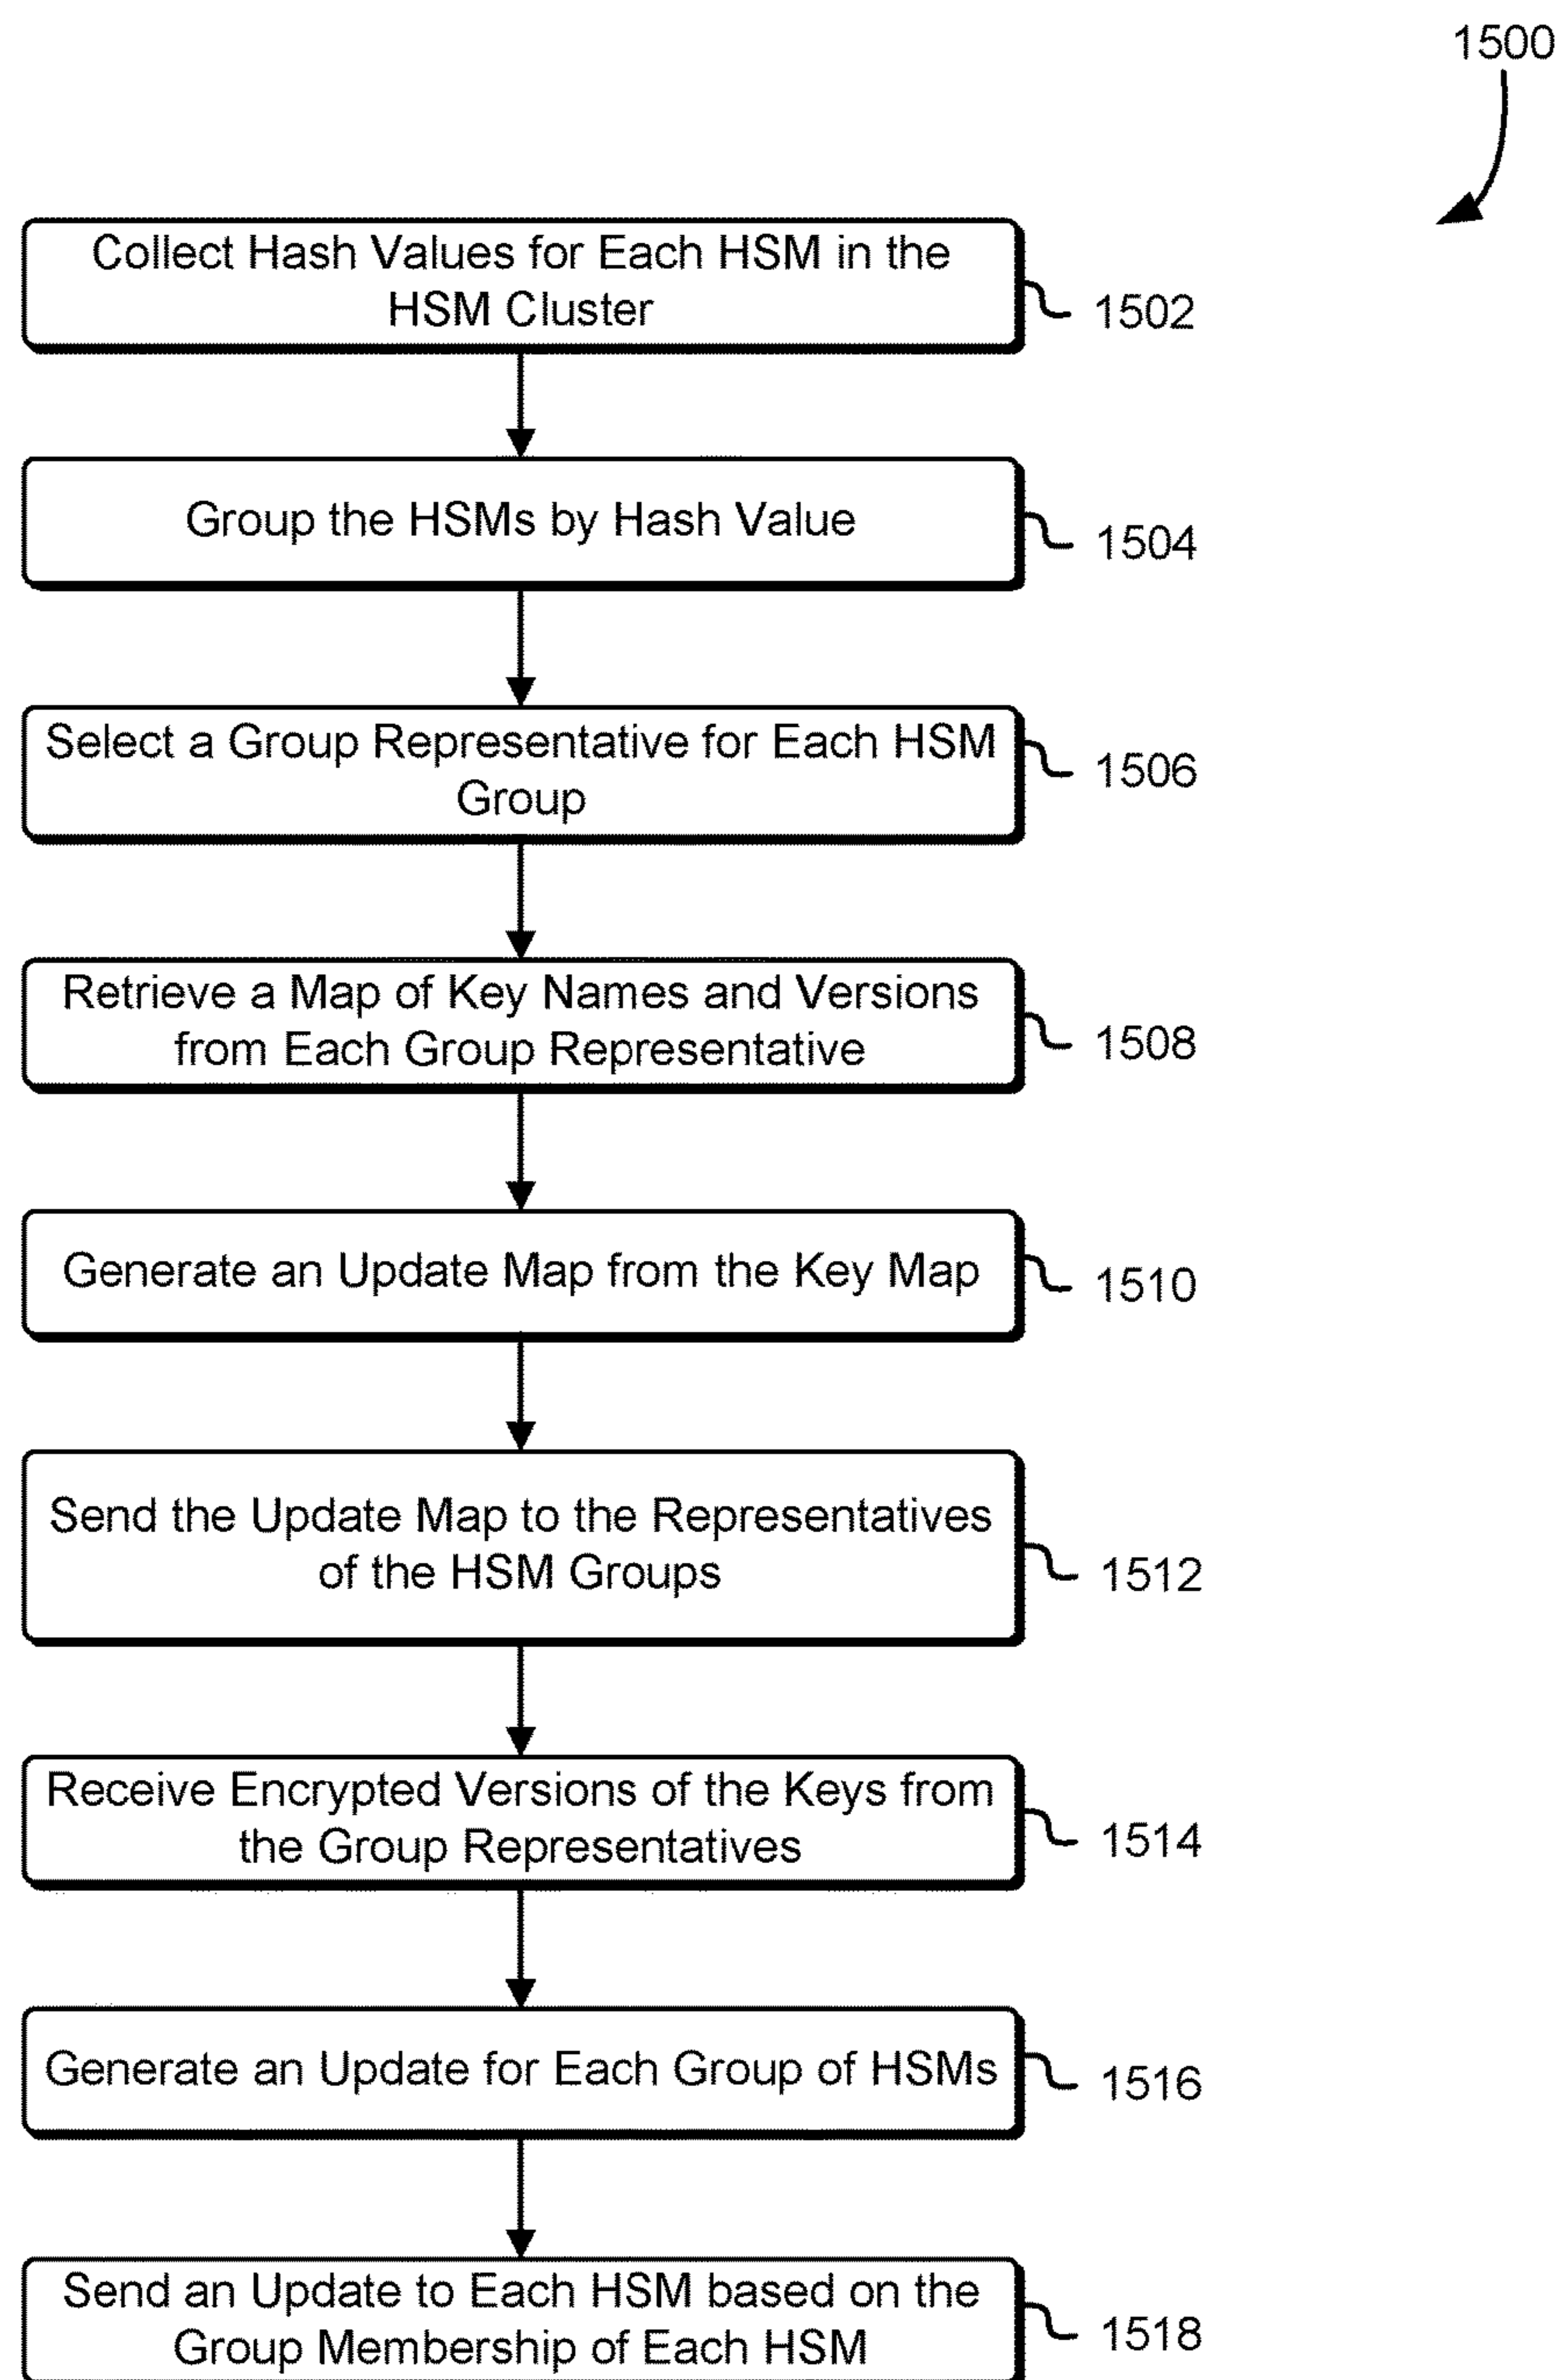 1500
Collect Hash Values for Each HSM in the
HSM Cluster
1502
Group the HSMs by Hash Value
1504
Select a Group Representative for Each HSM
Group
1506
Retrieve a Map of Key Names and Versions
from Each Group Representative
1508
Generate an Update Map from the Key Map
1510
Send the Update Map to the Representatives
of the HSM Groups
1512
Receive Encrypted Versions of the Keys from
the Group Representatives
1514
Generate an Update for Each Group of HSMs
1516
Send an Update to Each HSM based on the
Group Membership of Each HSM
1518